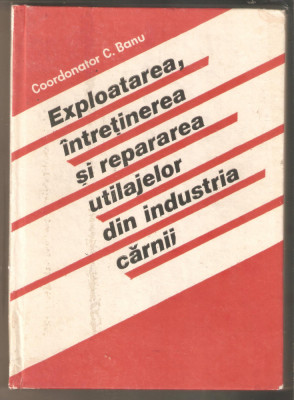 Coordonator C. Banu
Exploatarea,
întreținerea
și repararea
utilajelor
din industria
cărnii